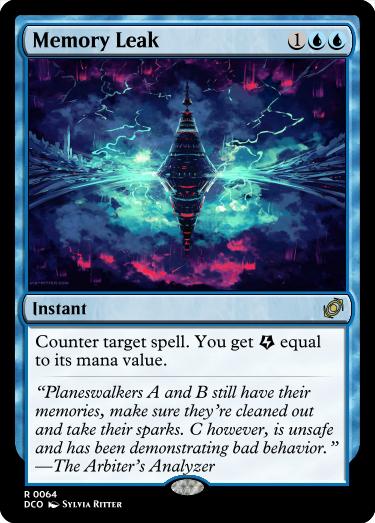 Memory Leak 1
Instant
Counter target spell. You get equal
to its mana value.
“Planeswalkers A and B still have their
memories, make sure they’re cleaned out
and take their sparks. C however, is unsafe
and has been demonstrating bad behavior.”
—The Arbiter’s Analyzer
R 0064
DCO Sylvia Ritter